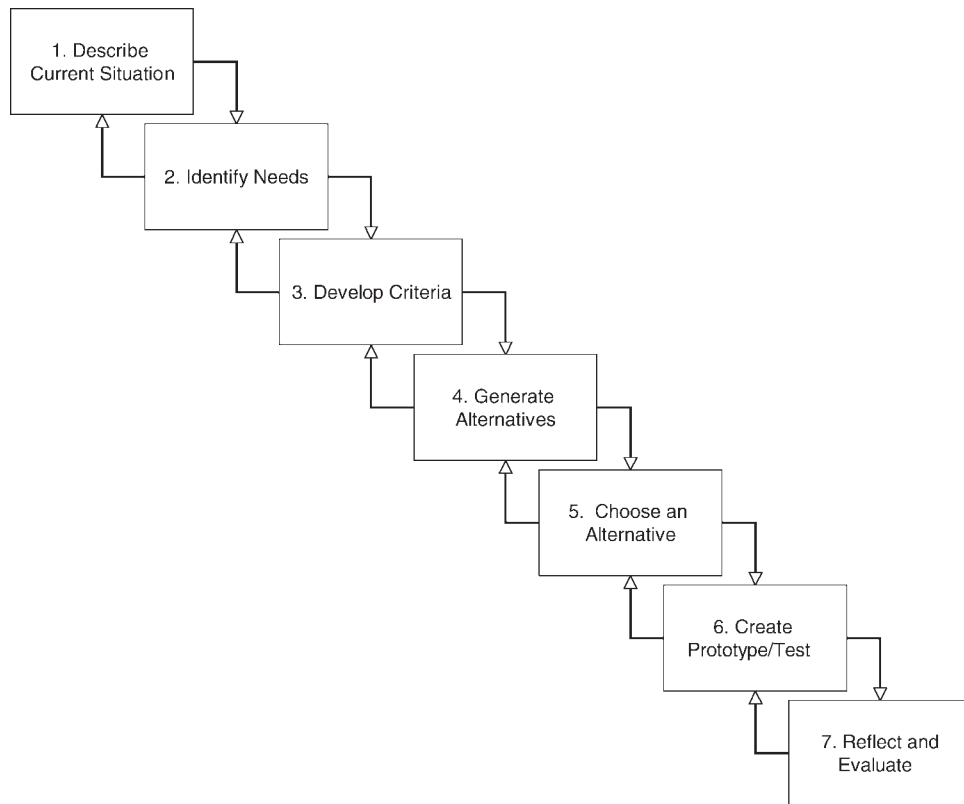 1. Describe
Current Situation
2. Identify Needs
3. Develop Criteria
4. Generate
Alternatives
5. Choose an
Alternative
6. Create
Prototype/Test
7. Reflect and
Evaluate